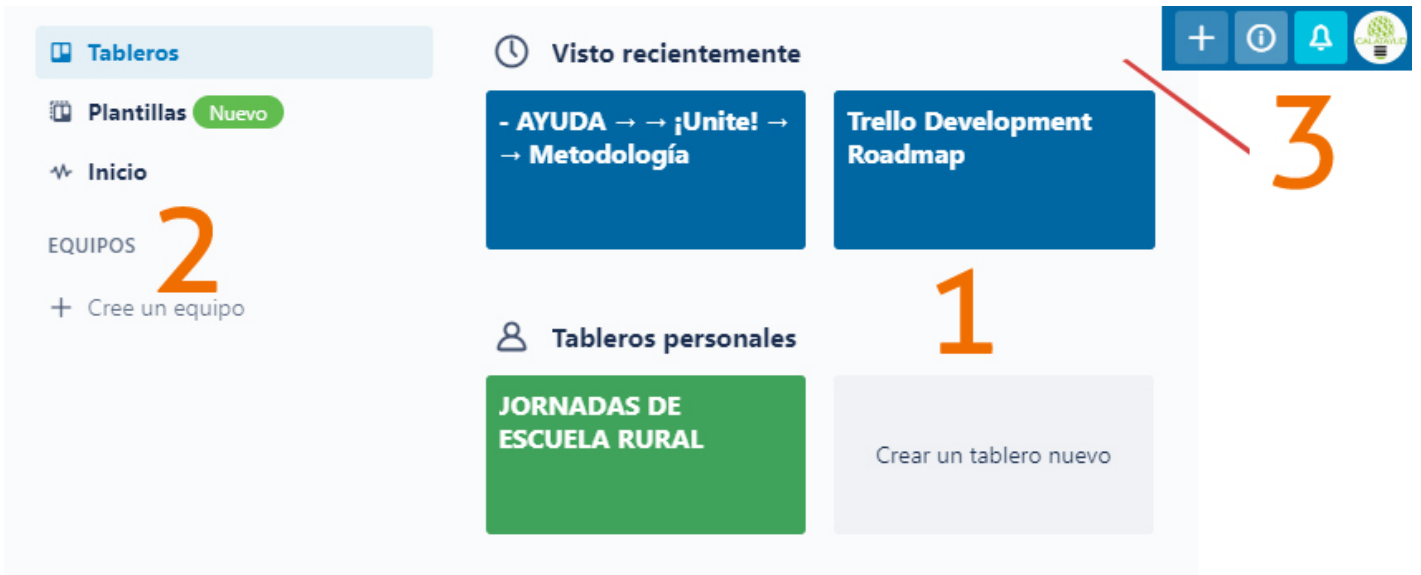 Tableros
Plantillas Nuevo
Inicio
2
EQUIPOS
+ Cree un equipo
Visto recientemente
- AYUDA → → ¡Unite! →
→ Metodología
Trello Development
Roadmap
1
Tableros personales
JORNADAS DE
ESCUELA RURAL
Crear un tablero nuevo
CALATAYUD
3